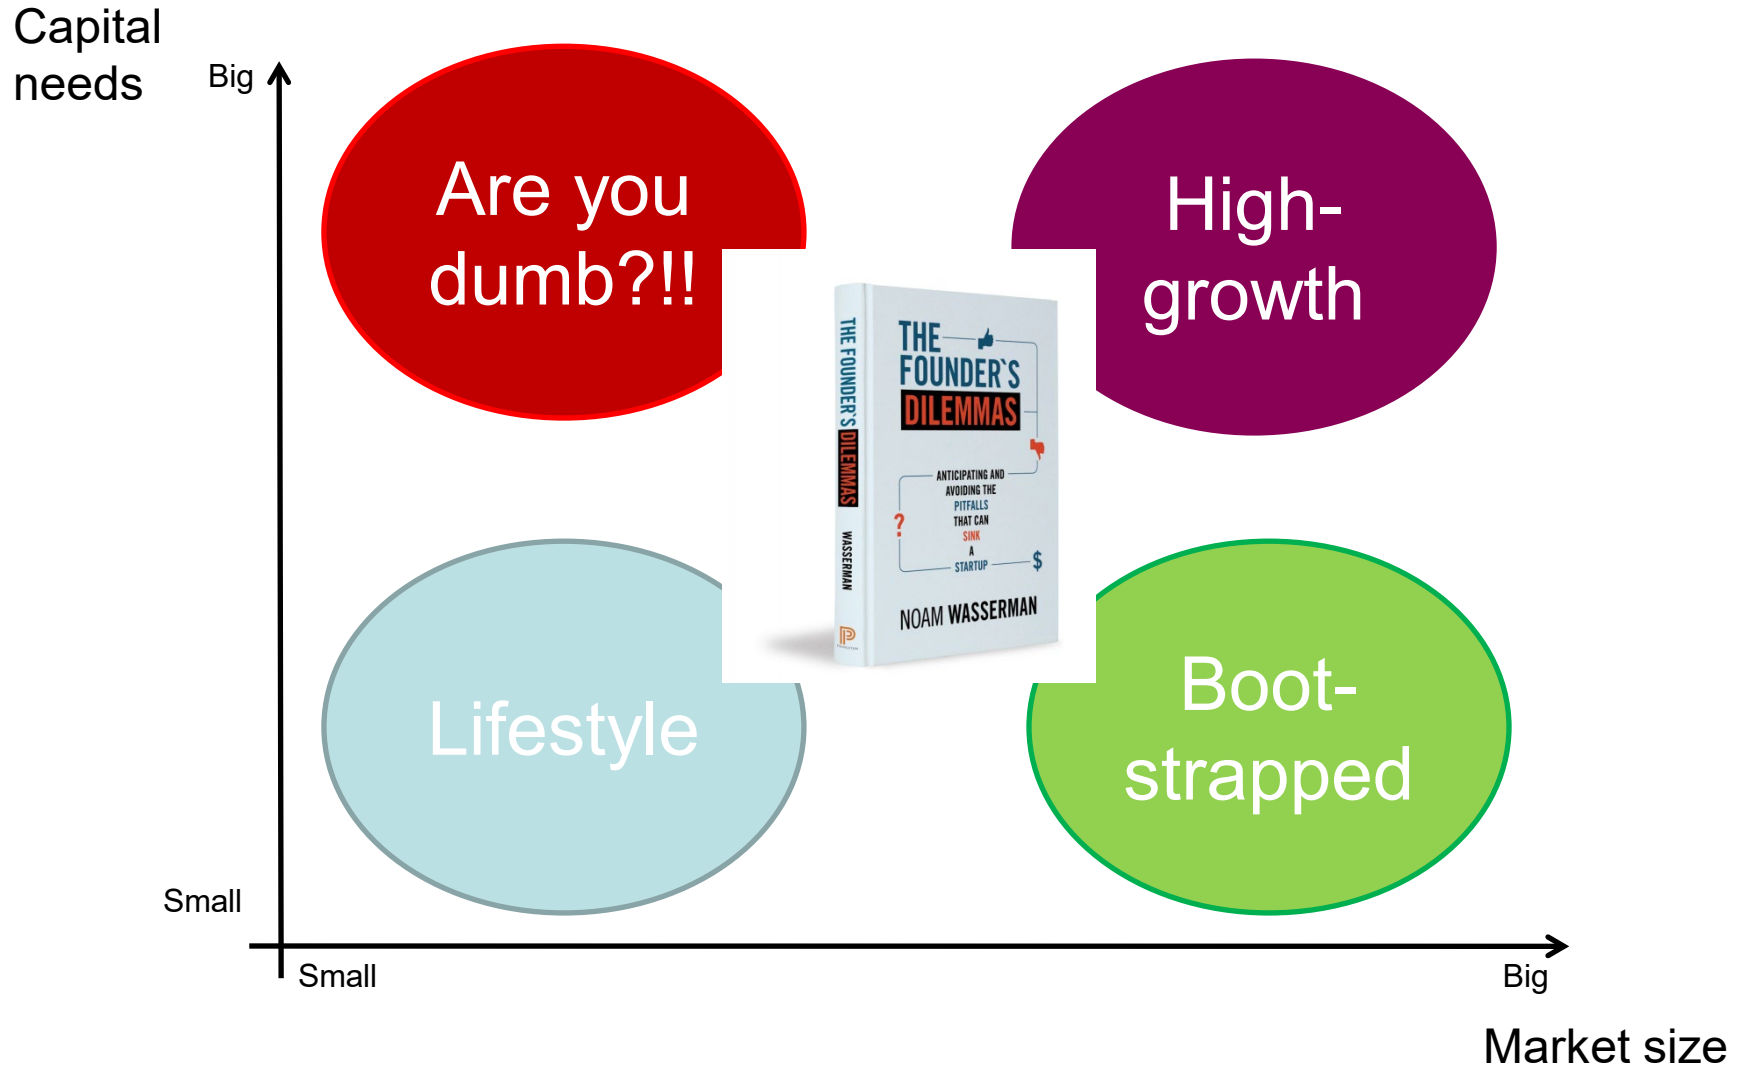 Capital
needs
Big
Are you
dumb?!!
High-
growth
THE FOUNDER`S DILEMMAS
WASSERMAN
THE
FOUNDER`S
DILEMMAS
ANTICIPATING AND
AVOIDING THE
PITFALLS
THAT CAN
SINK
A
STARTUP
?
$
NOAM WASSERMAN
Lifestyle
Boot-
strapped
Small
Small
Big
Market size